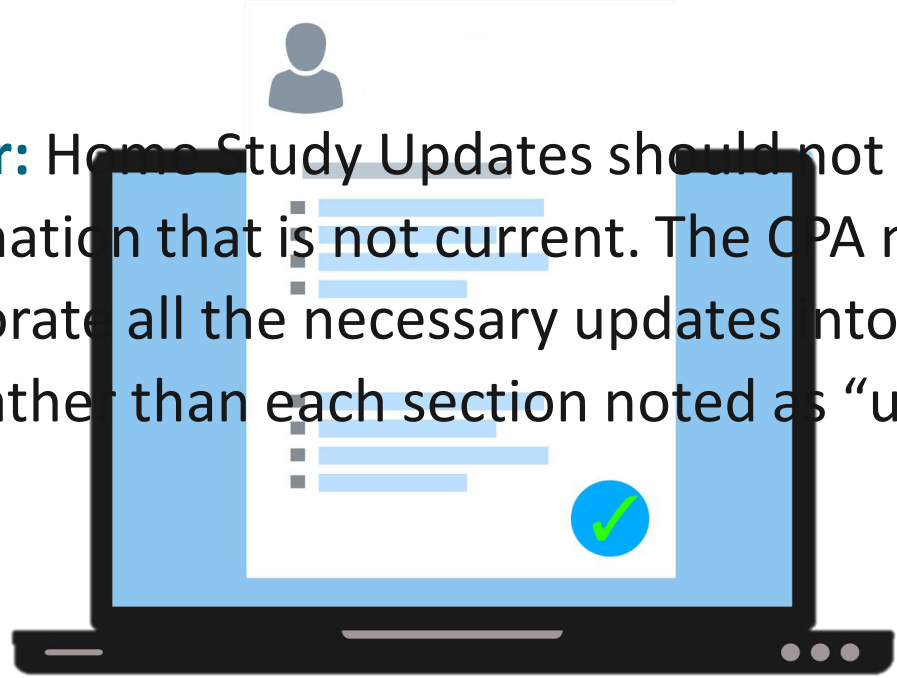 r: Home Study Updates should not
nation that is not current. The CPA
orate all the necessary updates into
ather than each section noted as “u